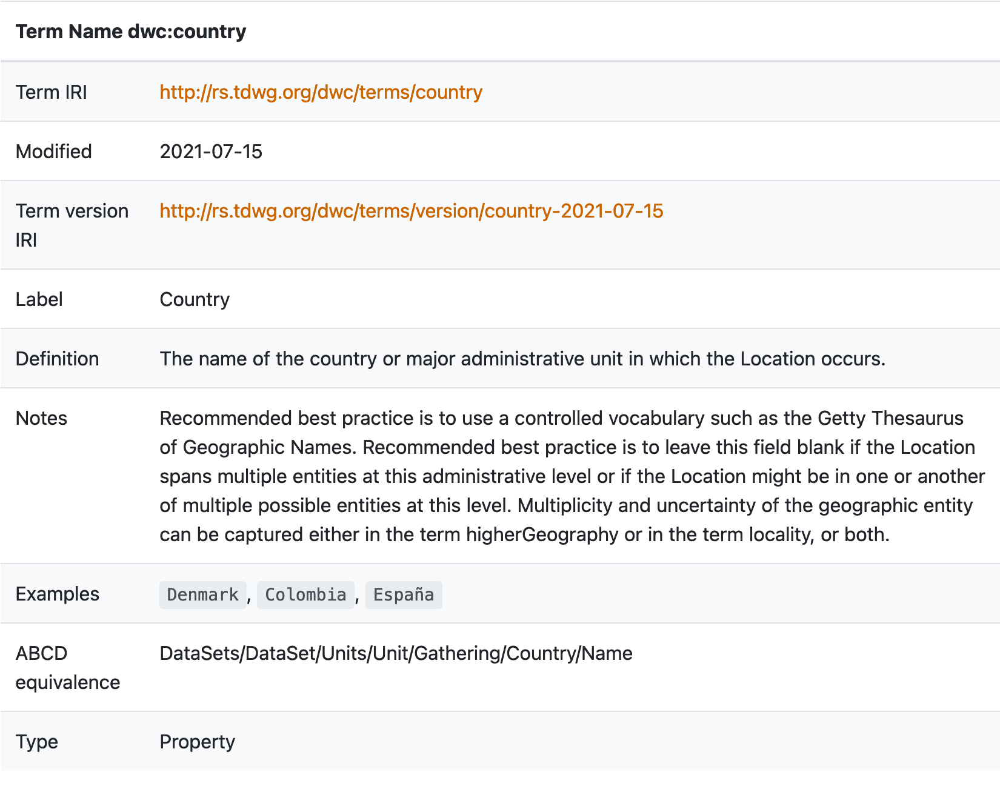 Term Name dwc:country
Term IRI http://rs.tdwg.org/dwc/terms/country
Modified 2021-07-15
Term version http://rs.tdwg.org/dwc/terms/version/country-2021-07-15
IRI
Label Country
Definition The name of the country or major administrative unit in which the Location occurs.
Notes Recommended best practice is to use a controlled vocabulary such as the Getty Thesaurus
of Geographic Names. Recommended best practice is to leave this field blank if the Location
spans multiple entities at this administrative level or if the Location might be in one or another
of multiple possible entities at this level. Multiplicity and uncertainty of the geographic entity
can be captured either in the term higherGeography or in the term locality, or both.
Examples Denmark, Colombia, España
ABCD DataSets/DataSet/Units/Unit/Gathering/Country/Name
equivalence
Type Property